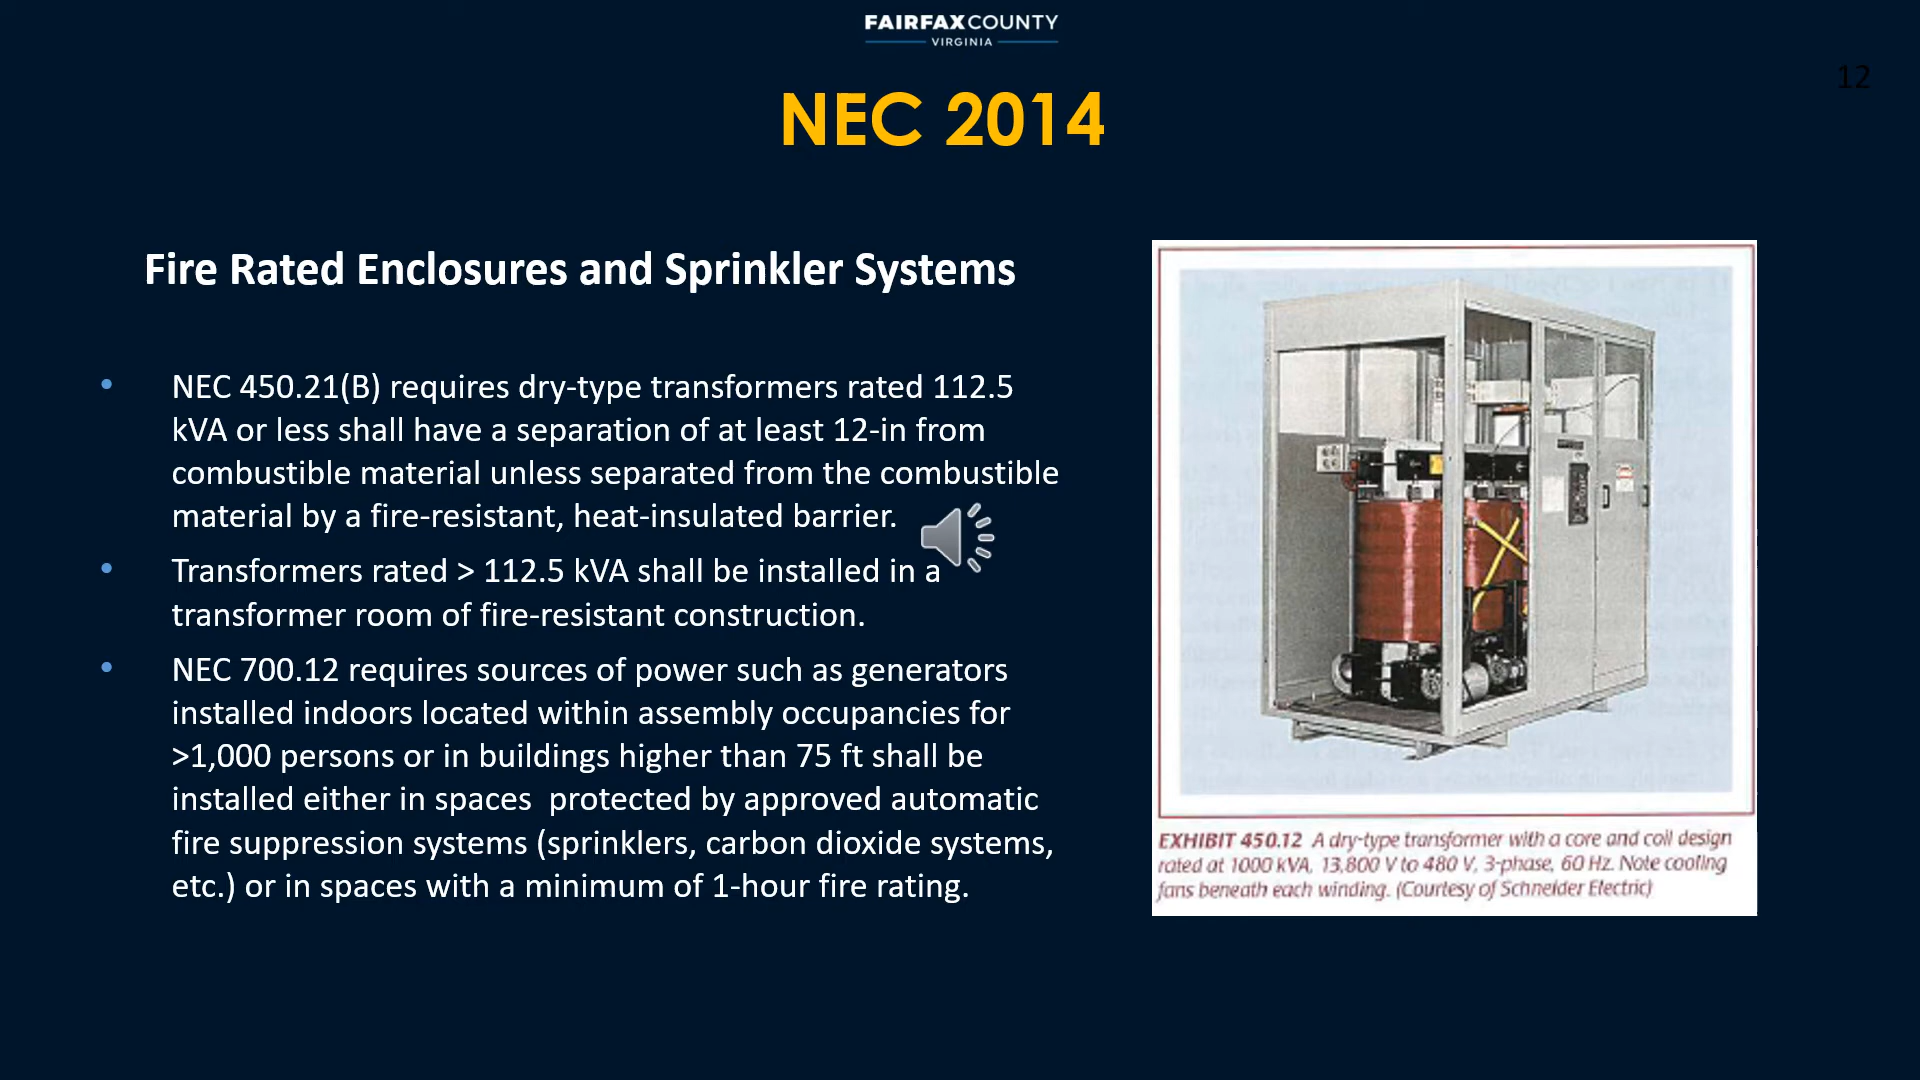 FAIRFAX COUNTY
VIRGINIA
12
NEC 2014
Fire Rated Enclosures and Sprinkler Systems
• NEC 450.21(B) requires dry-type transformers rated 112.5
kVA or less shall have a separation of at least 12-in from
combustible material unless separated from the combustible
material by a fire-resistant, heat-insulated barrier.
• Transformers rated > 112.5 kVA shall be installed in a
transformer room of fire-resistant construction.
• NEC 700.12 requires sources of power such as generators
installed indoors located within assembly occupancies for
>1,000 persons or in buildings higher than 75 ft shall be
installed either in spaces  protected by approved automatic
fire suppression systems (sprinklers, carbon dioxide systems,
etc.) or in spaces with a minimum of 1-hour fire rating.
EXHIBIT 450.12 A dry-type transformer with a core and coil design
rated at 1000 kVA, 13,800 V to 480 V, 3-phase, 60 Hz. Note cooling
fans beneath each winding. (Courtesy of Schneider Electric)